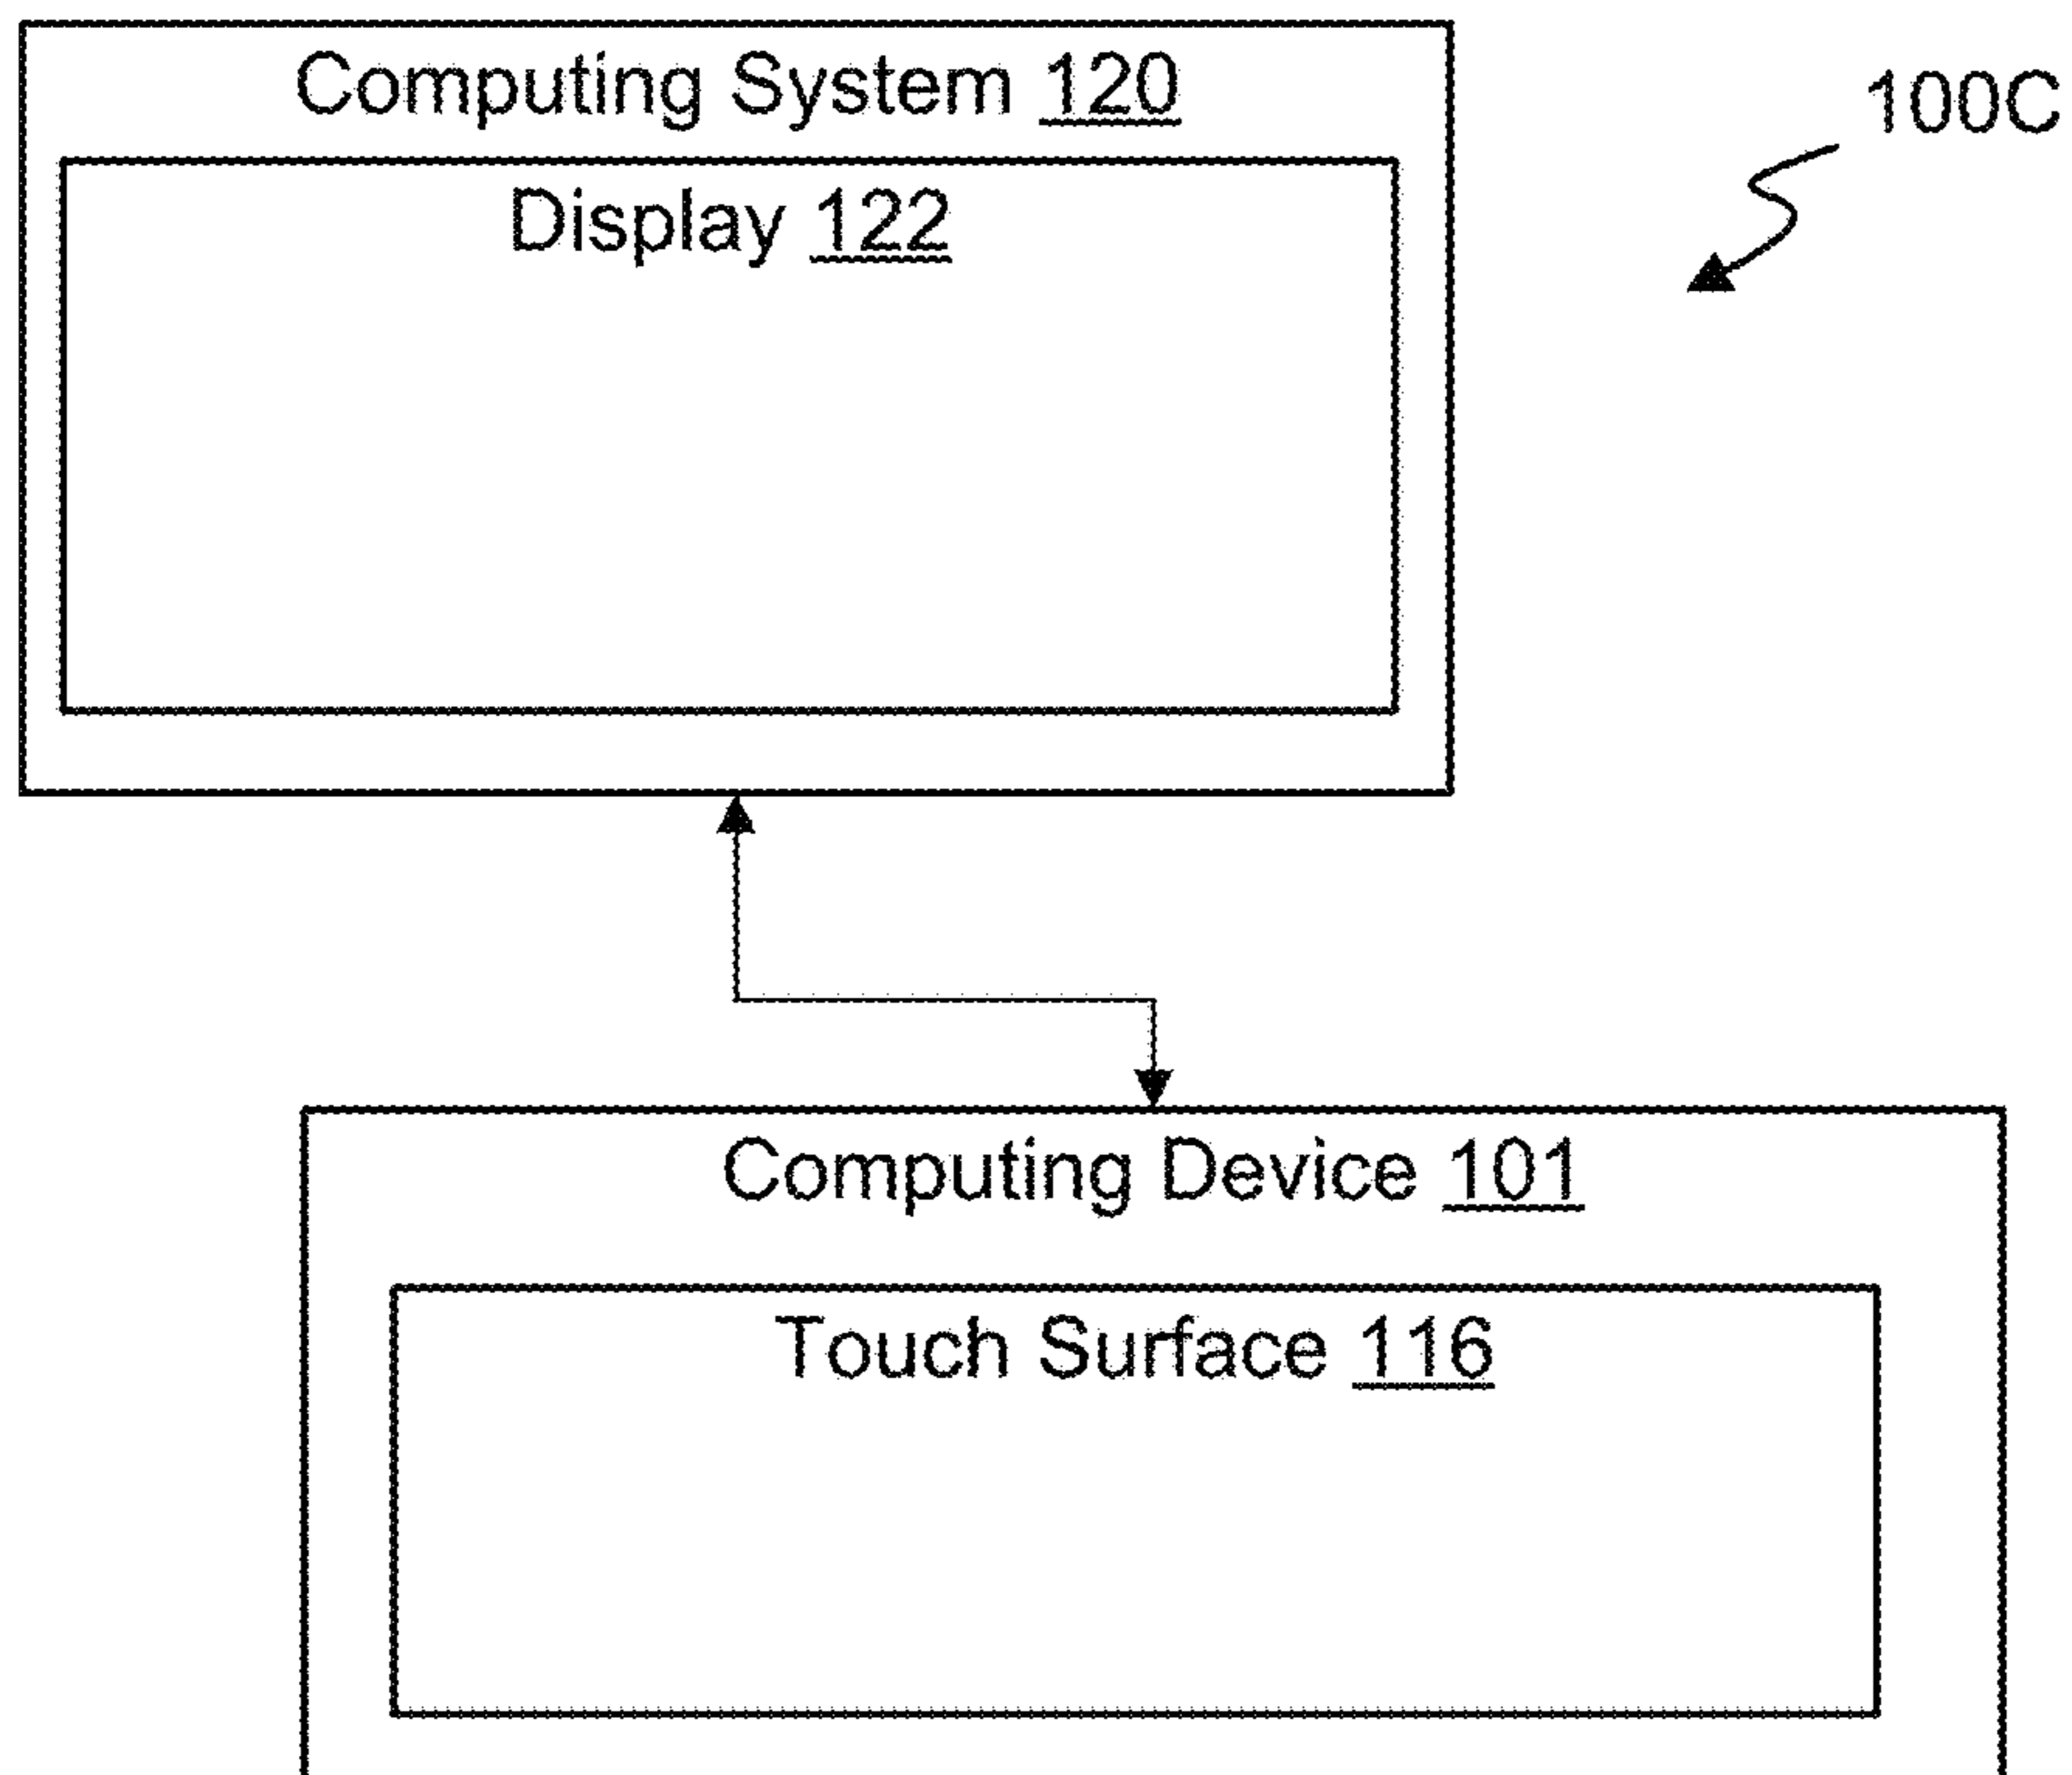 Computing System 120
100C
Display 122
Computing Device 101
Touch Surface 116